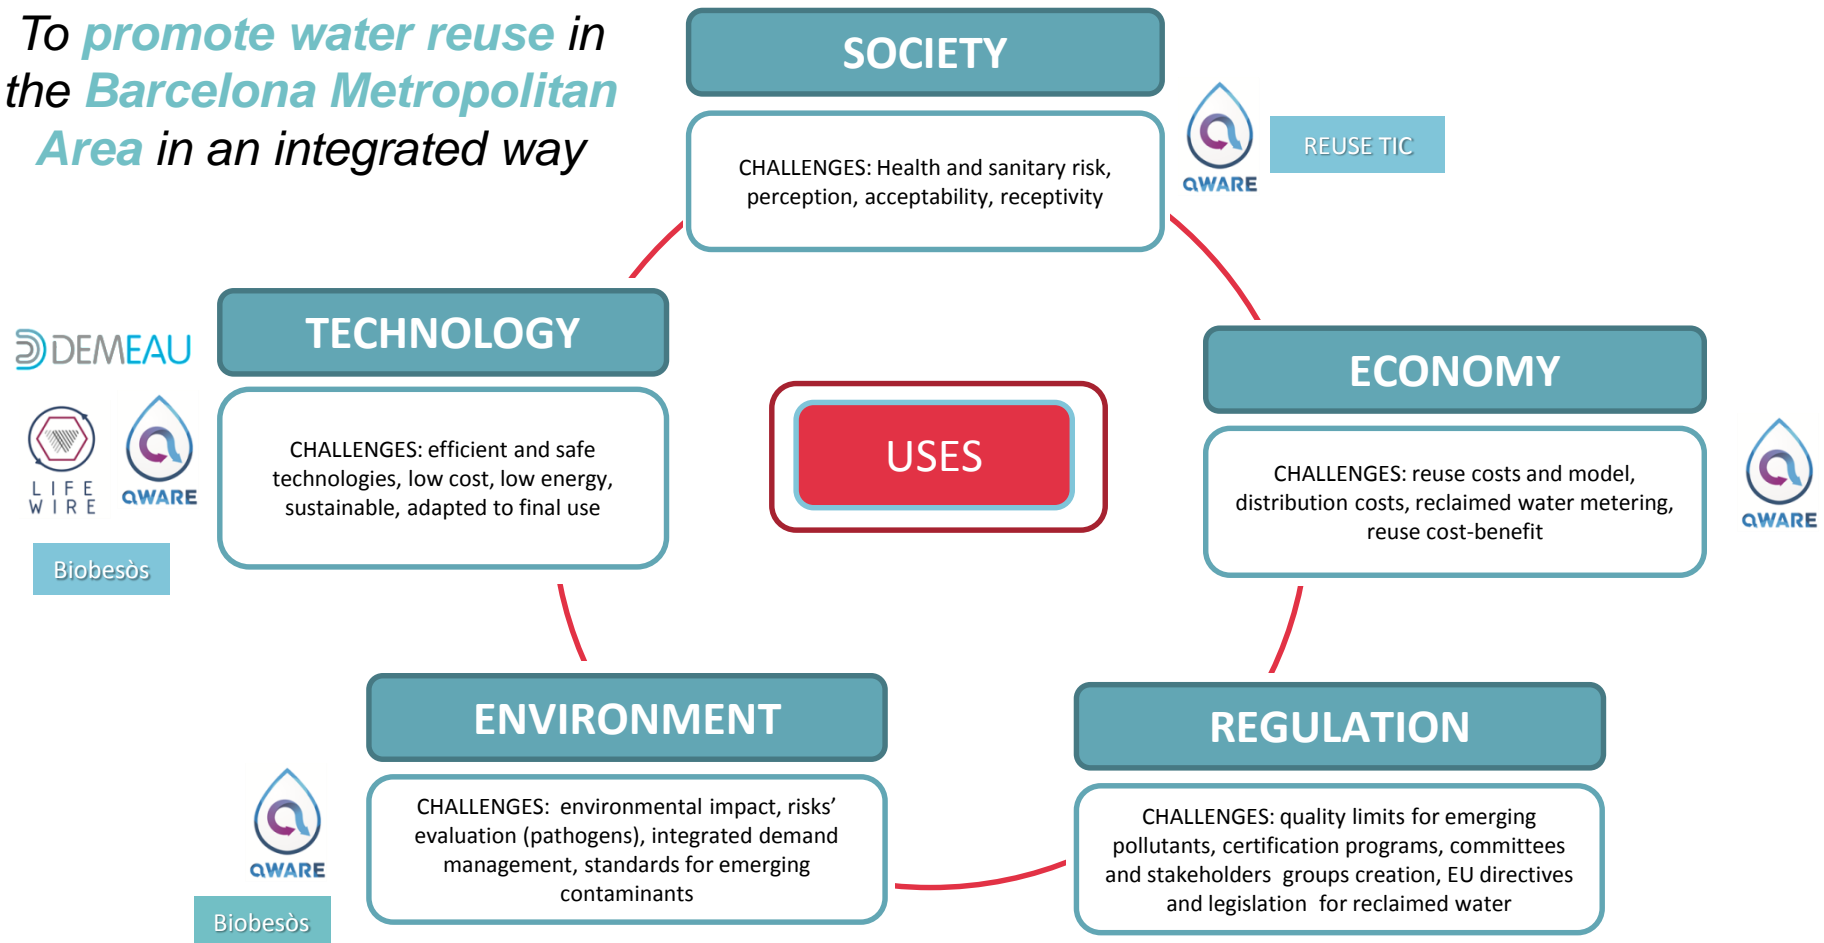 To promote water reuse in
the Barcelona Metropolitan
Area in an integrated way
SOCIETY
CHALLENGES: Health and sanitary risk,
perception, acceptability, receptivity
aWARE
REUSE TIC
TECHNOLOGY
CHALLENGES: efficient and safe
technologies, low cost, low energy,
sustainable, adapted to final use
DEMEAU
LIFE
WIRE
aWARE
Biobesòs
USES
ECONOMY
CHALLENGES: reuse costs and model,
distribution costs, reclaimed water metering,
reuse cost-benefit
aWARE
ENVIRONMENT
CHALLENGES: environmental impact, risks’
evaluation (pathogens), integrated demand
management, standards for emerging
contaminants
aWARE
Biobesòs
REGULATION
CHALLENGES: quality limits for emerging
pollutants, certification programs, committees
and stakeholders groups creation, EU directives
and legislation for reclaimed water